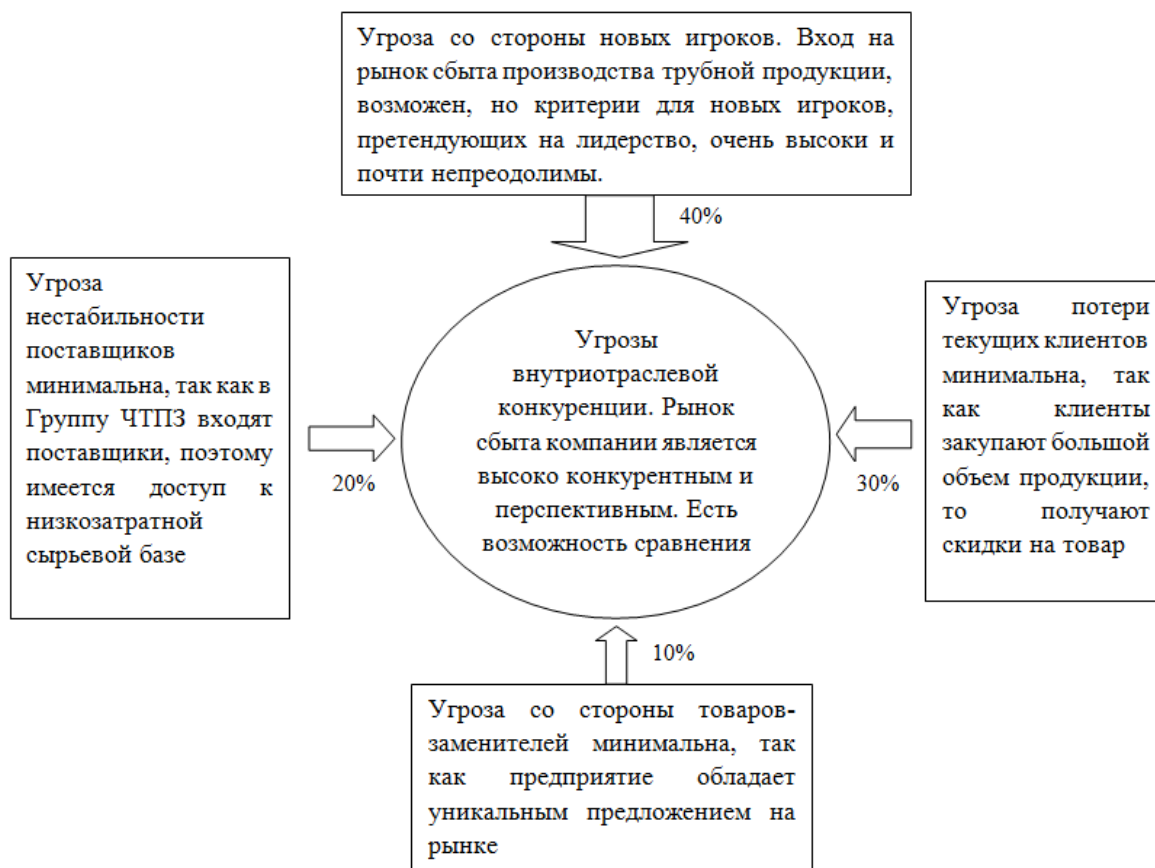 Угроза со стороны новых игроков. Вход на
рынок сбыта производства трубной продукции,
возможен, но критерии для новых игроков,
претендующих на лидерство, очень высоки и
почти непреодолимы.
40%
Угроза
нестабильности
поставщиков
минимальна, так как в
Группу ЧТПЗ входят
поставщики, поэтому
имеется доступ к
низкозатратной
сырьевой базе
20%
Угрозы
внутриотраслевой
конкуренции. Рынок
сбыта компании является
высоко конкурентным и
перспективным. Есть
возможность сравнения
30%
Угроза потери
текущих клиентов
минимальна, так
как клиенты
закупают большой
объем продукции,
то получают
скидки на товар
10%
Угроза со стороны товаров-
заменителей минимальна, так
как предприятие обладает
уникальным предложением на
рынке